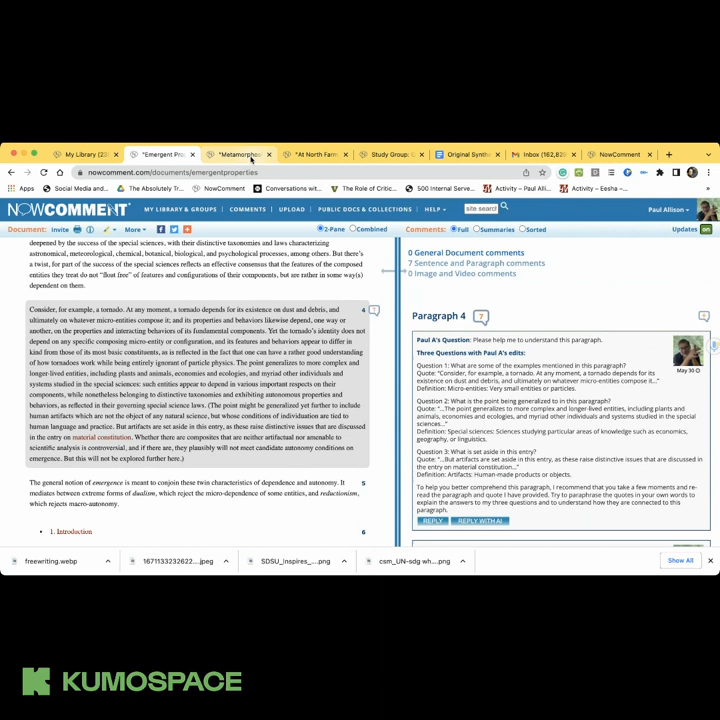 My Library (23
"Emergent Pro
"Metamorphos
"At North Farm
Study Group: C
Original Synthe
Inbox (162,82
NowComment
nowcomment.com/documents/emergentproperties
Apps
Social Media and...
The Absolutely Tr...
NowComment
Conversations wit...
The Role of Critic...
500 Internal Serve...
Activity – Paul Alli...
Activity – Eesha –...
NOWCOMMENT
MY LIBRARY & GROUPS
COMMENTS
UPLOAD
PUBLIC DOCS & COLLECTIONS
HELP
site search
Paul Allison
Document:
Invite
More
2-Pane
Combined
Comments:
Full
Summaries
Sorted
Updates
on
deepened by the success of the special sciences, with their distinctive taxonomies and laws characterizing
astronomical, meteorological, chemical, botanical, biological, and psychological processes, among others. But there's
a twist, for part of the success of the special sciences reflects an effective consensus that the features of the composed
entities they treat do not "float free" of features and configurations of their components, but are rather in some way(s)
dependent on them.
Consider, for example, a tornado. At any moment, a tornado depends for its existence on dust and debris, and
4
ultimately on whatever micro-entities compose it; and its properties and behaviors likewise depend, one way or
another, on the properties and interacting behaviors of its fundamental components. Yet the tornado's identity does not
depend on any specific composing micro-entity or configuration, and its features and behaviors appear to differ in
kind from those of its most basic constituents, as is reflected in the fact that one can have a rather good understanding
of how tornadoes work while being entirely ignorant of particle physics. The point generalizes to more complex and
longer-lived entities, including plants and animals, economies and ecologies, and myriad other individuals and
systems studied in the special sciences: such entities appear to depend in various important respects on their
components, while nonetheless belonging to distinctive taxonomies and exhibiting autonomous properties and
behaviors, as reflected in their governing special science laws. (The point might be generalized yet further to include
human artifacts which are not the object of any natural science, but whose conditions of individuation are tied to
human language and practice. But artifacts are set aside in this entry, as these raise distinctive issues that are discussed
in the entry on material constitution. Whether there are composites that are neither artifactual nor amenable to
scientific analysis is controversial, and if there are, they plausibly will not meet candidate autonomy conditions on
emergence. But this will not be explored further here.)
The general notion of emergence is meant to conjoin these twin characteristics of dependence and autonomy. It
5
mediates between extreme forms of dualism, which reject the micro-dependence of some entities, and reductionism,
which rejects macro-autonomy.
• 1. Introduction
6
0 General Document comments
7 Sentence and Paragraph comments
0 Image and Video comments
Paragraph 4
7
Paul A's Question: Please help me to understand this paragraph.
Three Questions with Paul A's edits:
May 30
Question 1: What are some of the examples mentioned in this paragraph?
Quote: "Consider, for example, a tornado. At any moment, a tornado depends for its
existence on dust and debris, and ultimately on whatever micro-entities compose it..."
Definition: Micro-entities: Very small entities or particles.
Question 2: What is the point being generalized to in this paragraph?
Quote: "...The point generalizes to more complex and longer-lived entities, including plants and
animals, economies and ecologies, and myriad other individuals and systems studied in the special
sciences..."
Definition: Special sciences: Sciences studying particular areas of knowledge such as economics,
geography, or linguistics.
Question 3: What is set aside in this entry?
Quote: "...But artifacts are set aside in this entry, as these raise distinctive issues that are discussed in
the entry on material constitution..."
Definition: Artifacts: Human-made products or objects.
To help you better comprehend this paragraph, I recommend that you take a few moments and re-
read the paragraph and quote I have provided. Try to paraphrase the quotes in your own words to
explain the answers to my three questions and to understand how they are connected to this
paragraph.
REPLY
REPLY WITH AI
freewriting.webp
1671133232622....jpeg
SDSU_Inspires_....png
csm_UN-sdg wh....png
Show All
KUMOSPACE